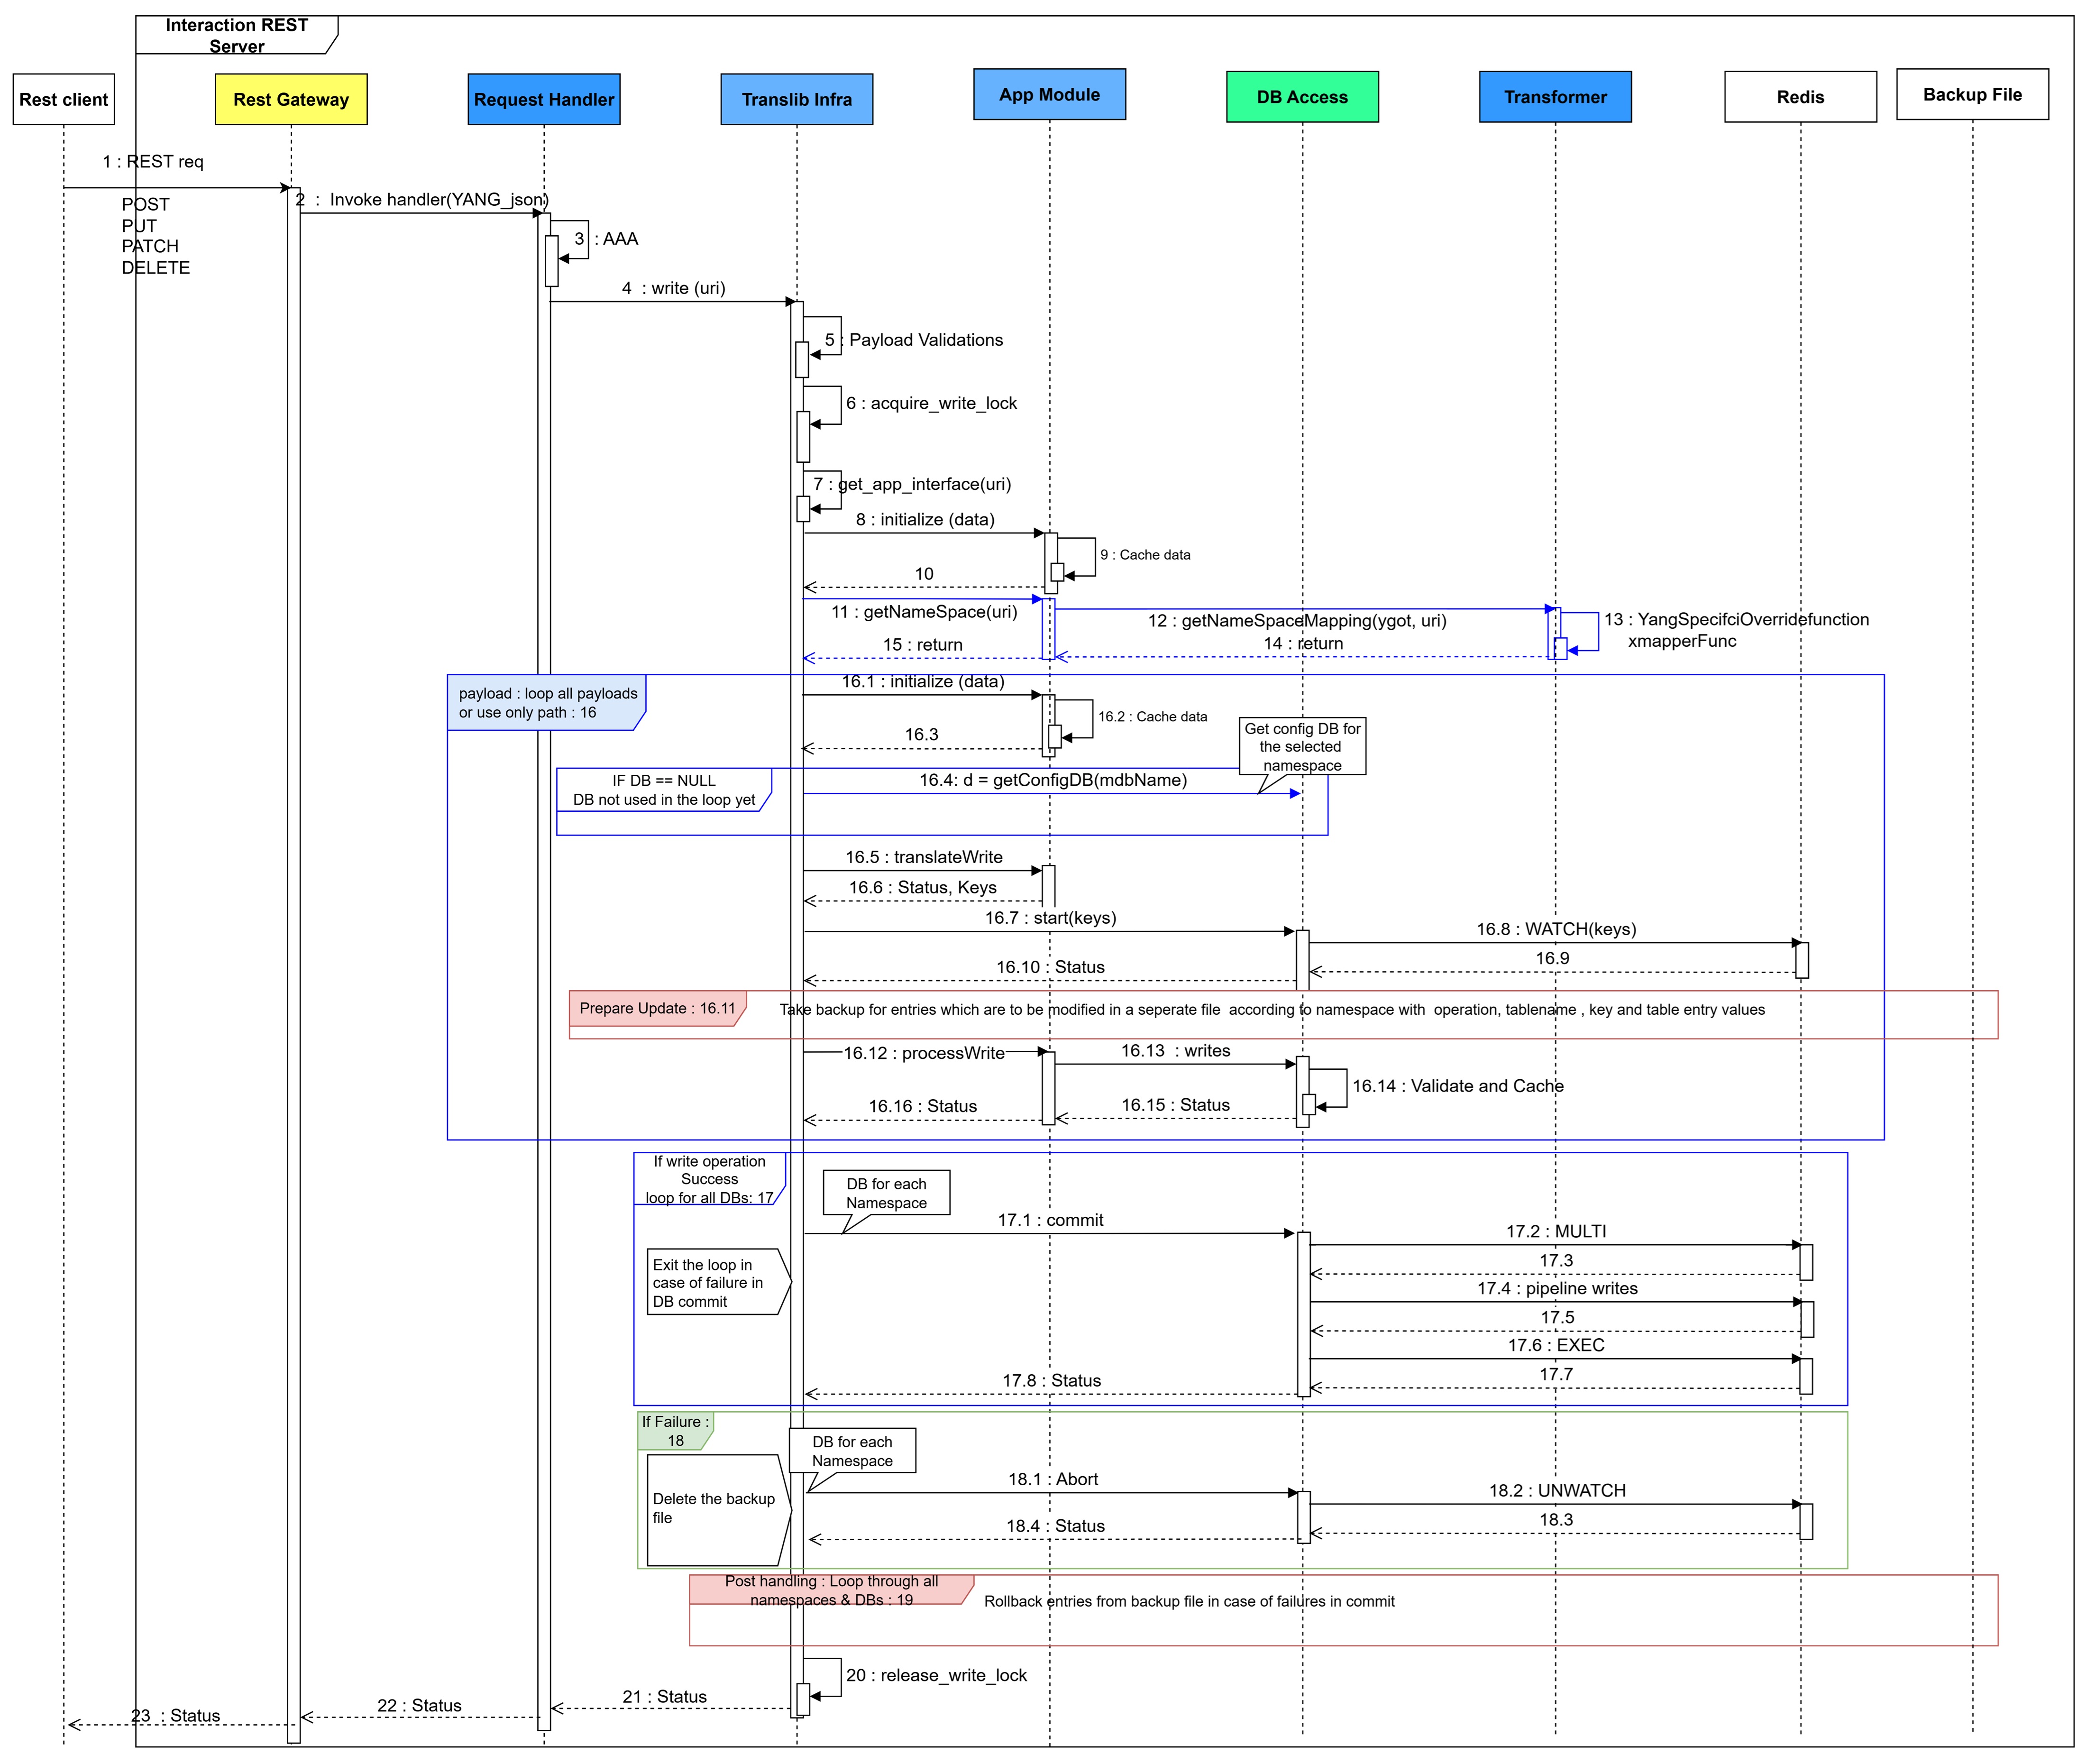 Interaction REST
Server
Rest client
Rest Gateway
Request Handler
Translib Infra
App Module
DB Access
Transformer
Redis
Backup File
1 : REST req
POST
PUT
PATCH
DELETE
2 : Invoke handler(YANG_json)
3 : AAA
4 : write (uri)
5 : Payload Validations
6 : acquire_write_lock
7 : get_app_interface(uri)
8 : initialize (data)
9 : Cache data
10
11 : getNameSpace(uri)
12 : getNameSpaceMapping(ygot, uri)
13 : YangSpecifciOverridefunction
xmapperFunc
14 : return
15 : return
payload : loop all payloads
or use only path : 16
16.1 : initialize (data)
16.2 : Cache data
16.3
Get config DB for
the selected
namespace
IF DB == NULL
DB not used in the loop yet
16.4: d = getConfigDB(mdbName)
16.5 : translateWrite
16.6 : Status, Keys
16.7 : start(keys)
16.8 : WATCH(keys)
16.9
16.10 : Status
Prepare Update : 16.11
Take backup for entries which are to be modified in a seperate file according to namespace with operation, tablename , key and table entry values
16.12 : processWrite
16.13 : writes
16.14 : Validate and Cache
16.15 : Status
16.16 : Status
If write operation
Success
loop for all DBs: 17
DB for each
Namespace
17.1 : commit
17.2 : MULTI
17.3
Exit the loop in
case of failure in
DB commit
17.4 : pipeline writes
17.5
17.6 : EXEC
17.7
17.8 : Status
If Failure :
18
DB for each
Namespace
Delete the backup
file
18.1 : Abort
18.2 : UNWATCH
18.3
18.4 : Status
Post handling : Loop through all
namespaces & DBs : 19
Rollback entries from backup file in case of failures in commit
20 : release_write_lock
21 : Status
22 : Status
23 : Status